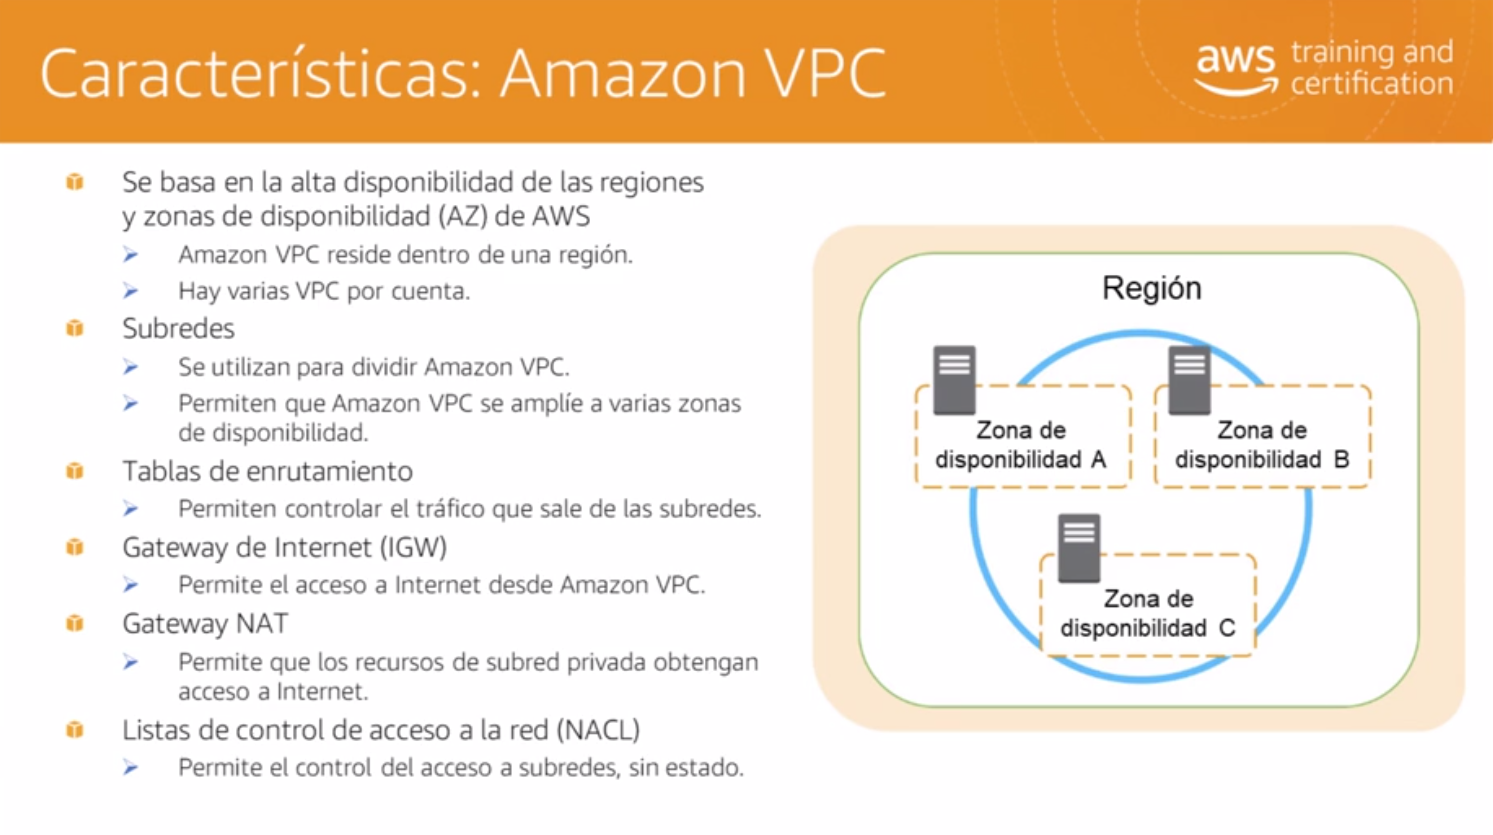 Características: Amazon VPC
aws training and certification
Se basa en la alta disponibilidad de las regiones
y zonas de disponibilidad (AZ) de AWS
Amazon VPC reside dentro de una región.
Hay varias VPC por cuenta.
Subredes
Se utilizan para dividir Amazon VPC.
Permiten que Amazon VPC se amplíe a varias zonas
de disponibilidad.
Tablas de enrutamiento
Permiten controlar el tráfico que sale de las subredes.
Gateway de Internet (IGW)
Permite el acceso a Internet desde Amazon VPC.
Gateway NAT
Permite que los recursos de subred privada obtengan
acceso a Internet.
Listas de control de acceso a la red (NACL)
Permite el control del acceso a subredes, sin estado.
Región
Zona de
disponibilidad A
Zona de
disponibilidad B
Zona de
disponibilidad C